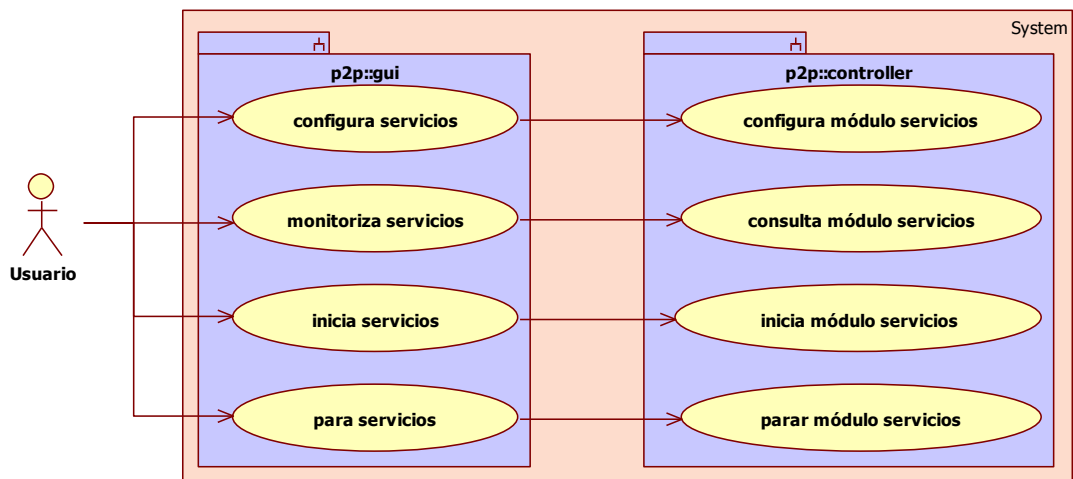 System
p2p::gui
p2p::controller
configura servicios
configura módulo servicios
monitoriza servicios
consulta módulo servicios
Usuario
inicia servicios
inicia módulo servicios
para servicios
parar módulo servicios